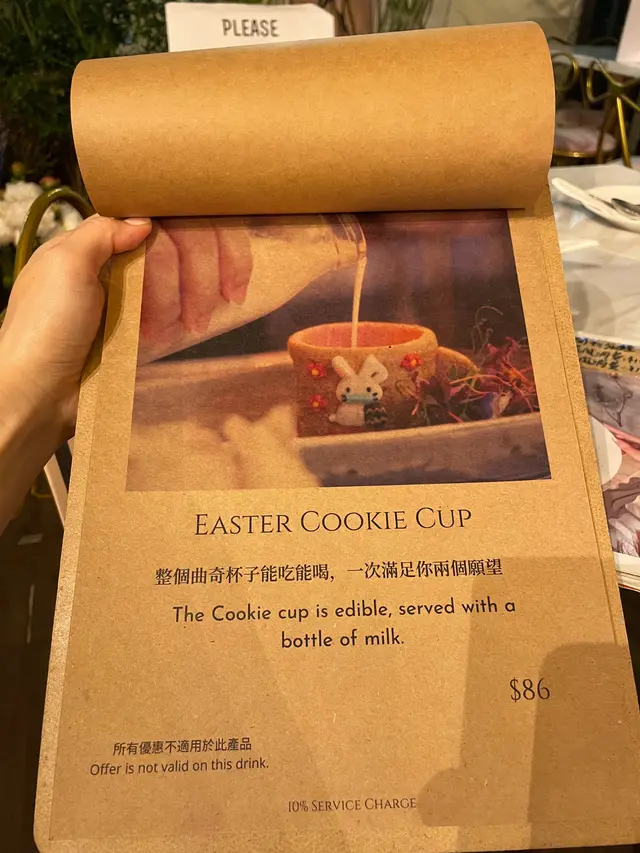 PLEASE
EASTER COOKIE CUP
整個曲奇杯子能吃能喝, 一次滿足你兩個願望
The Cookie cup is edible, served with a
bottle of milk.
$86
所有優惠不適用於此產品
Offer is not valid on this drink.
10% SERVICE CHARGE